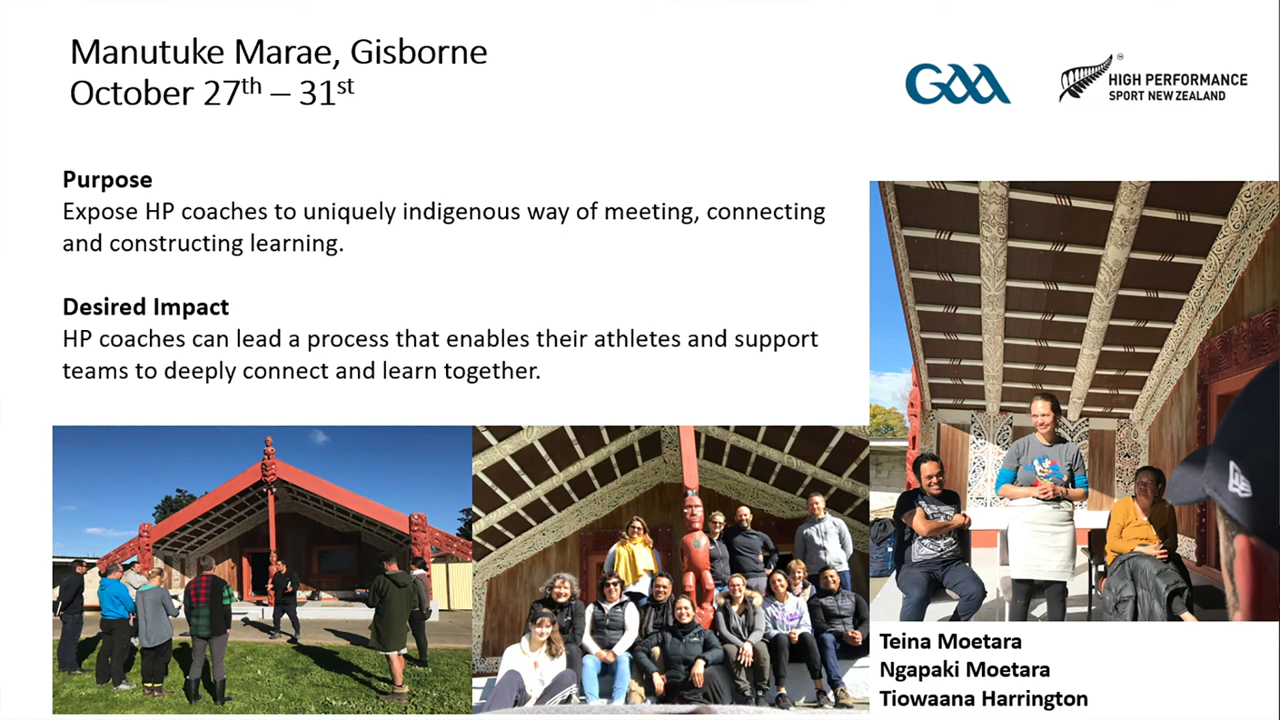 Manutuke Marae, Gisborne
October 27th – 31st
GAA
HIGH PERFORMANCE
SPORT NEW ZEALAND
Purpose
Expose HP coaches to uniquely indigenous way of meeting, connecting
and constructing learning.
Desired Impact
HP coaches can lead a process that enables their athletes and support
teams to deeply connect and learn together.
Teina Moetara
Ngapaki Moetara
Tiowaana Harrington